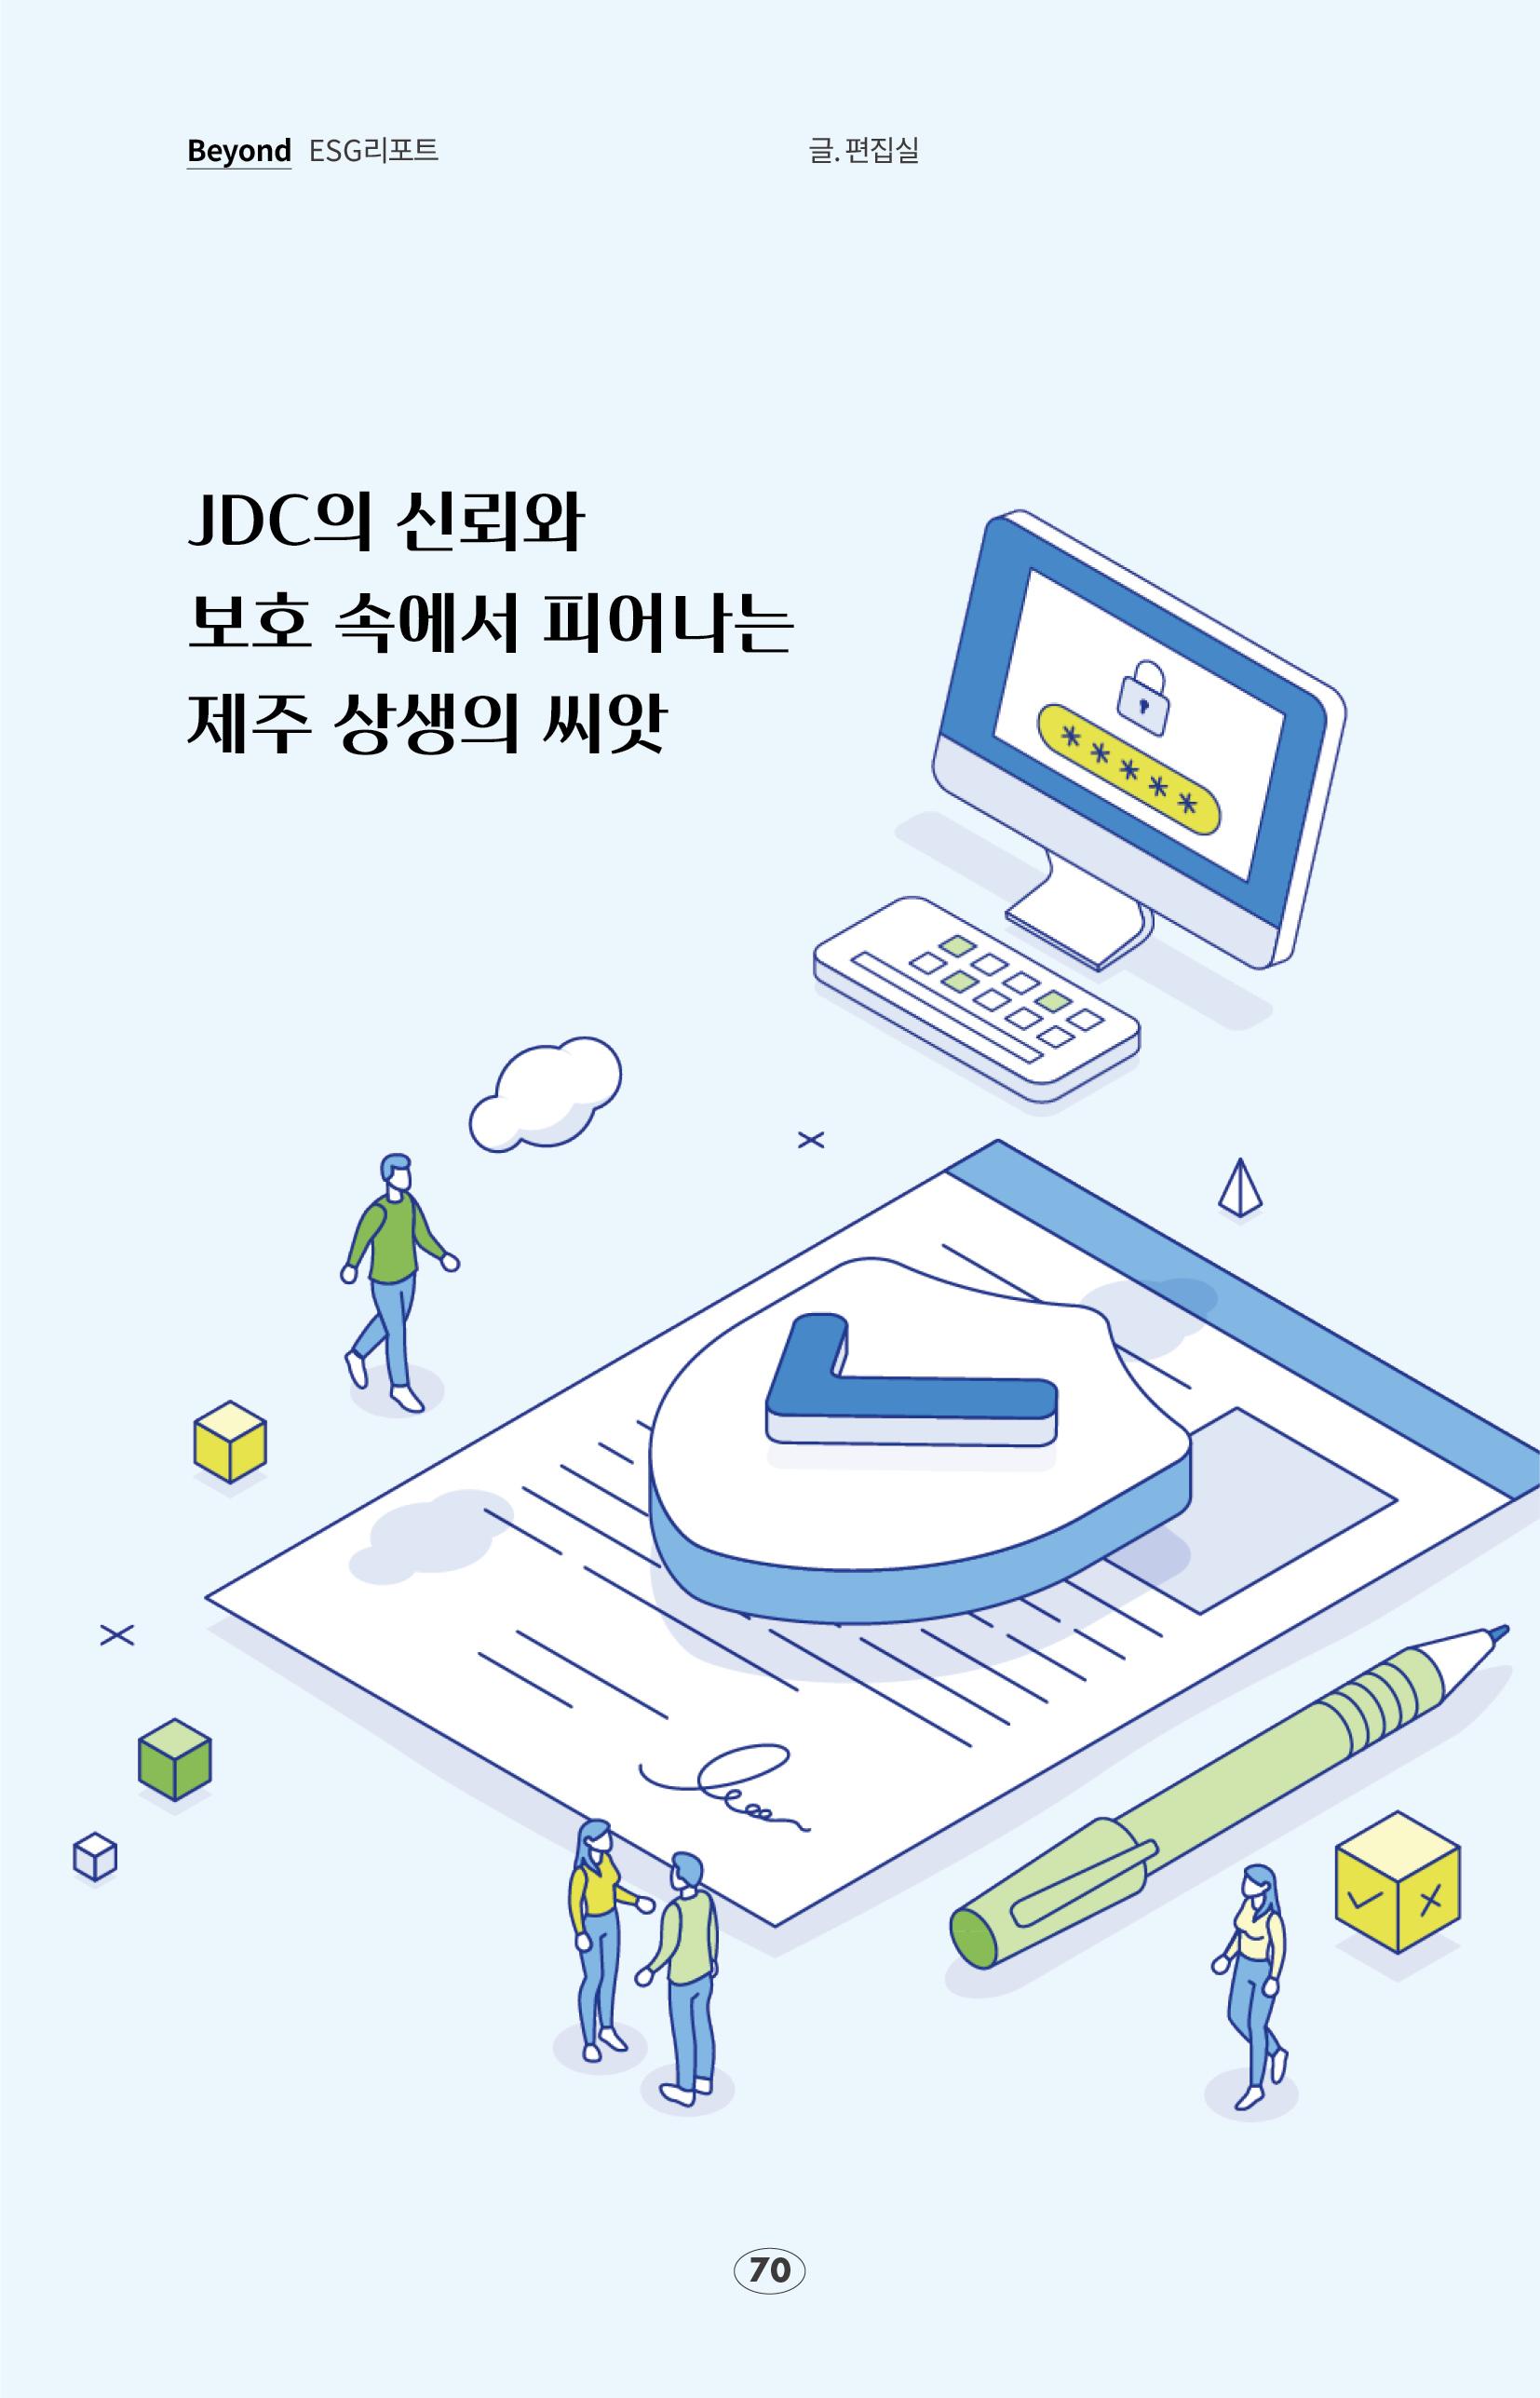 Beyond ESG리포트
글. 편집실
JDC의 신뢰와
보호 속에서 피어나는
제주 상생의 씨앗
*****
70